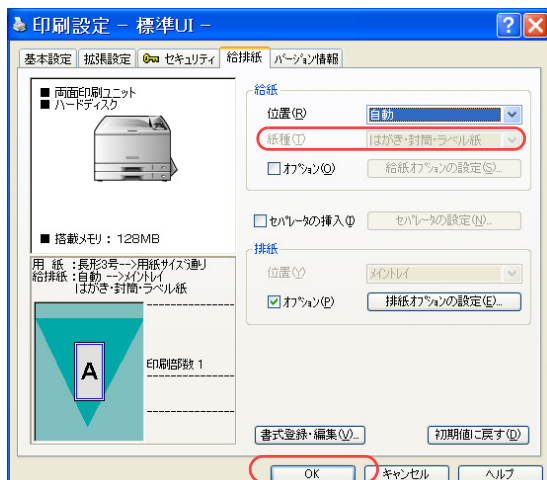 印刷設定 - 標準UI -
基本設定 拡張設定 セキュリティ 給排紙 バージョン情報
■ 両面印刷ユニット
■ ハードディスク
■ 搭載メモリ：128MB
用 紙 ：長形3号-->用紙サイズ通り
給排紙：自動 -->メイントレイ
はがき・封筒・ラベル紙
A
印刷部数 1
給紙
位置(R) 自動
紙種(T) はがき・封筒・ラベル紙
オプション(O) 給紙オプションの設定(S)...
セパレータの挿入(I) セパレータの設定(N)...
排紙
位置(Y) メイントレイ
オプション(P) 排紙オプションの設定(E)...
書式登録・編集(V)... 初期値に戻す(D)
OK キャンセル ヘルプ